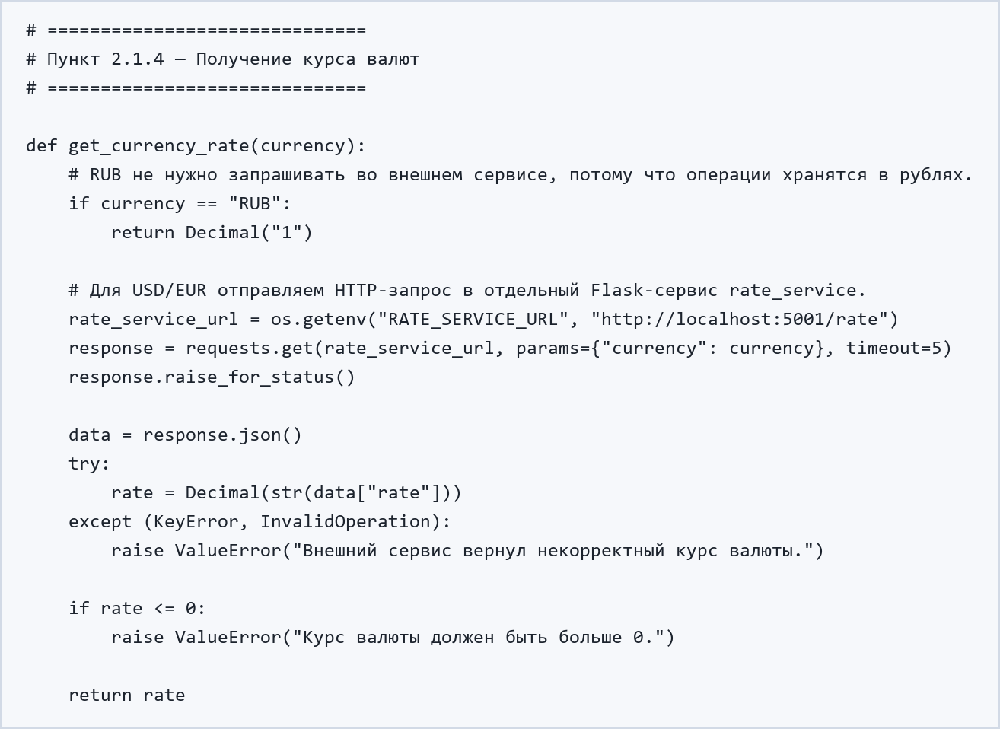 # ==============================
# Пункт 2.1.4 — Получение курса валют
# ==============================

def get_currency_rate(currency):
    # RUB не нужно запрашивать во внешнем сервисе, потому что операции хранятся в рублях.
    if currency == "RUB":
        return Decimal("1")

    # Для USD/EUR отправляем HTTP-запрос в отдельный Flask-сервис rate_service.
    rate_service_url = os.getenv("RATE_SERVICE_URL", "http://localhost:5001/rate")
    response = requests.get(rate_service_url, params={"currency": currency}, timeout=5)
    response.raise_for_status()

    data = response.json()
    try:
        rate = Decimal(str(data["rate"]))
    except (KeyError, InvalidOperation):
        raise ValueError("Внешний сервис вернул некорректный курс валюты.")

    if rate <= 0:
        raise ValueError("Курс валюты должен быть больше 0.")

    return rate